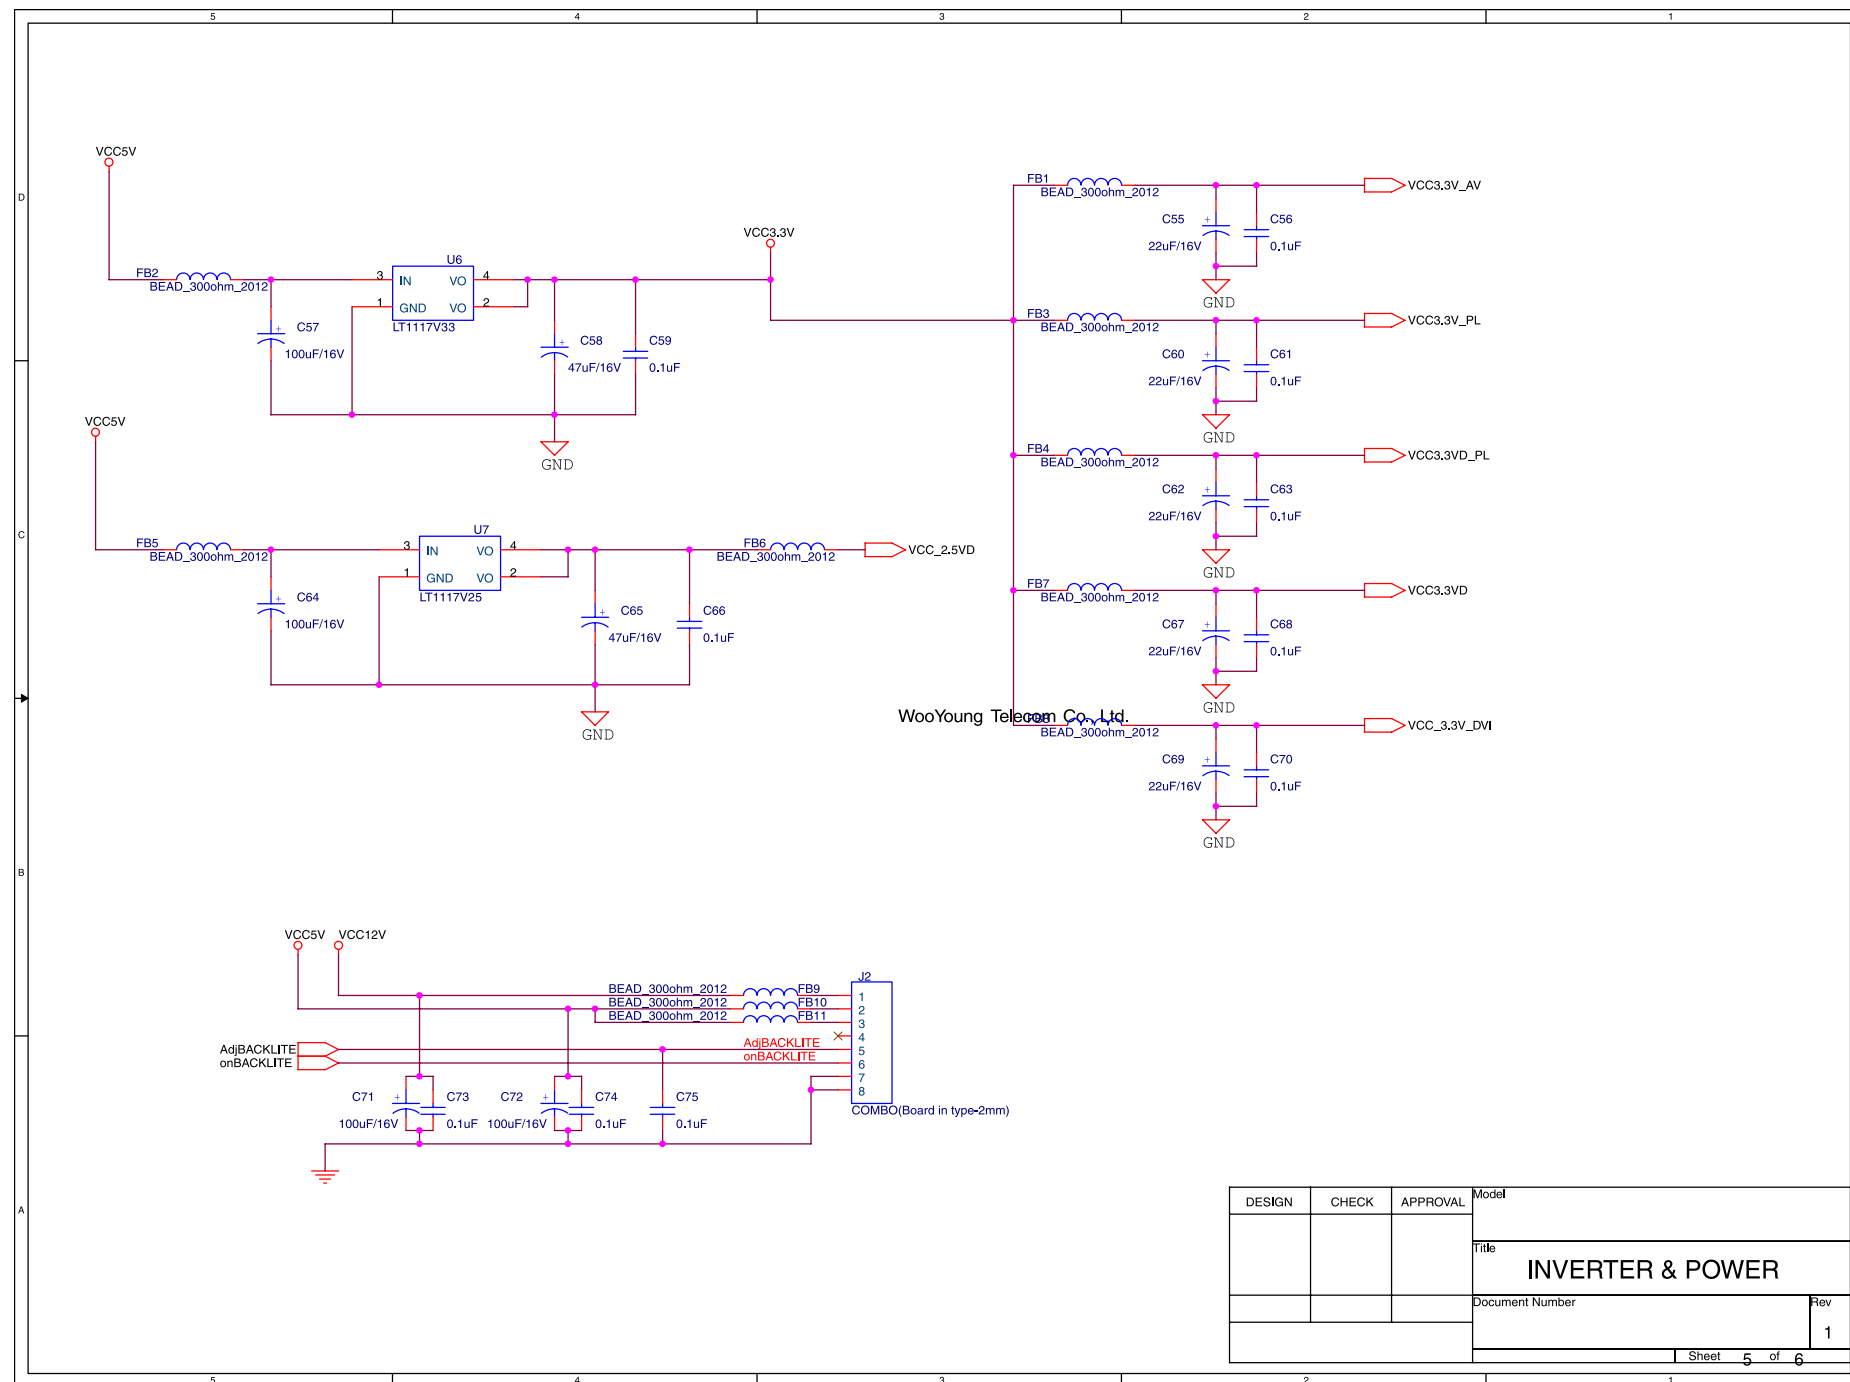 5 4 3 2 1
D
C
B
A
VCC5V
FB2
BEAD_300ohm_2012
C57
100uF/16V
U6
3 IN VO 4
1 GND VO 2
LT1117V33
C58
47uF/16V
C59
0.1uF
GND
VCC3.3V
VCC5V
FB5
BEAD_300ohm_2012
C64
100uF/16V
U7
3 IN VO 4
1 GND VO 2
LT1117V25
C65
47uF/16V
C66
0.1uF
GND
FB6
BEAD_300ohm_2012
VCC_2.5VD
FB1
BEAD_300ohm_2012
C55
22uF/16V
C56
0.1uF
GND
VCC3.3V_AV
FB3
BEAD_300ohm_2012
C60
22uF/16V
C61
0.1uF
GND
VCC3.3V_PL
FB4
BEAD_300ohm_2012
C62
22uF/16V
C63
0.1uF
GND
VCC3.3VD_PL
FB7
BEAD_300ohm_2012
C67
22uF/16V
C68
0.1uF
GND
VCC3.3VD
WooYoung Telecom Co., Ltd.
BEAD_300ohm_2012
C69
22uF/16V
C70
0.1uF
GND
VCC_3.3V_DVI
VCC5V VCC12V
BEAD_300ohm_2012 FB9
BEAD_300ohm_2012 FB10
BEAD_300ohm_2012 FB11
J2
1
2
3
4
5
6
7
8
COMBO(Board in type-2mm)
AdjBACKLITE
onBACKLITE
AdjBACKLITE
onBACKLITE
C71
100uF/16V
C73
0.1uF
C72
100uF/16V
C74
0.1uF
C75
0.1uF
DESIGN CHECK APPROVAL
Model
Title
INVERTER & POWER
Document Number
Rev
1
Sheet 5 of 6
5 4 3 2 1